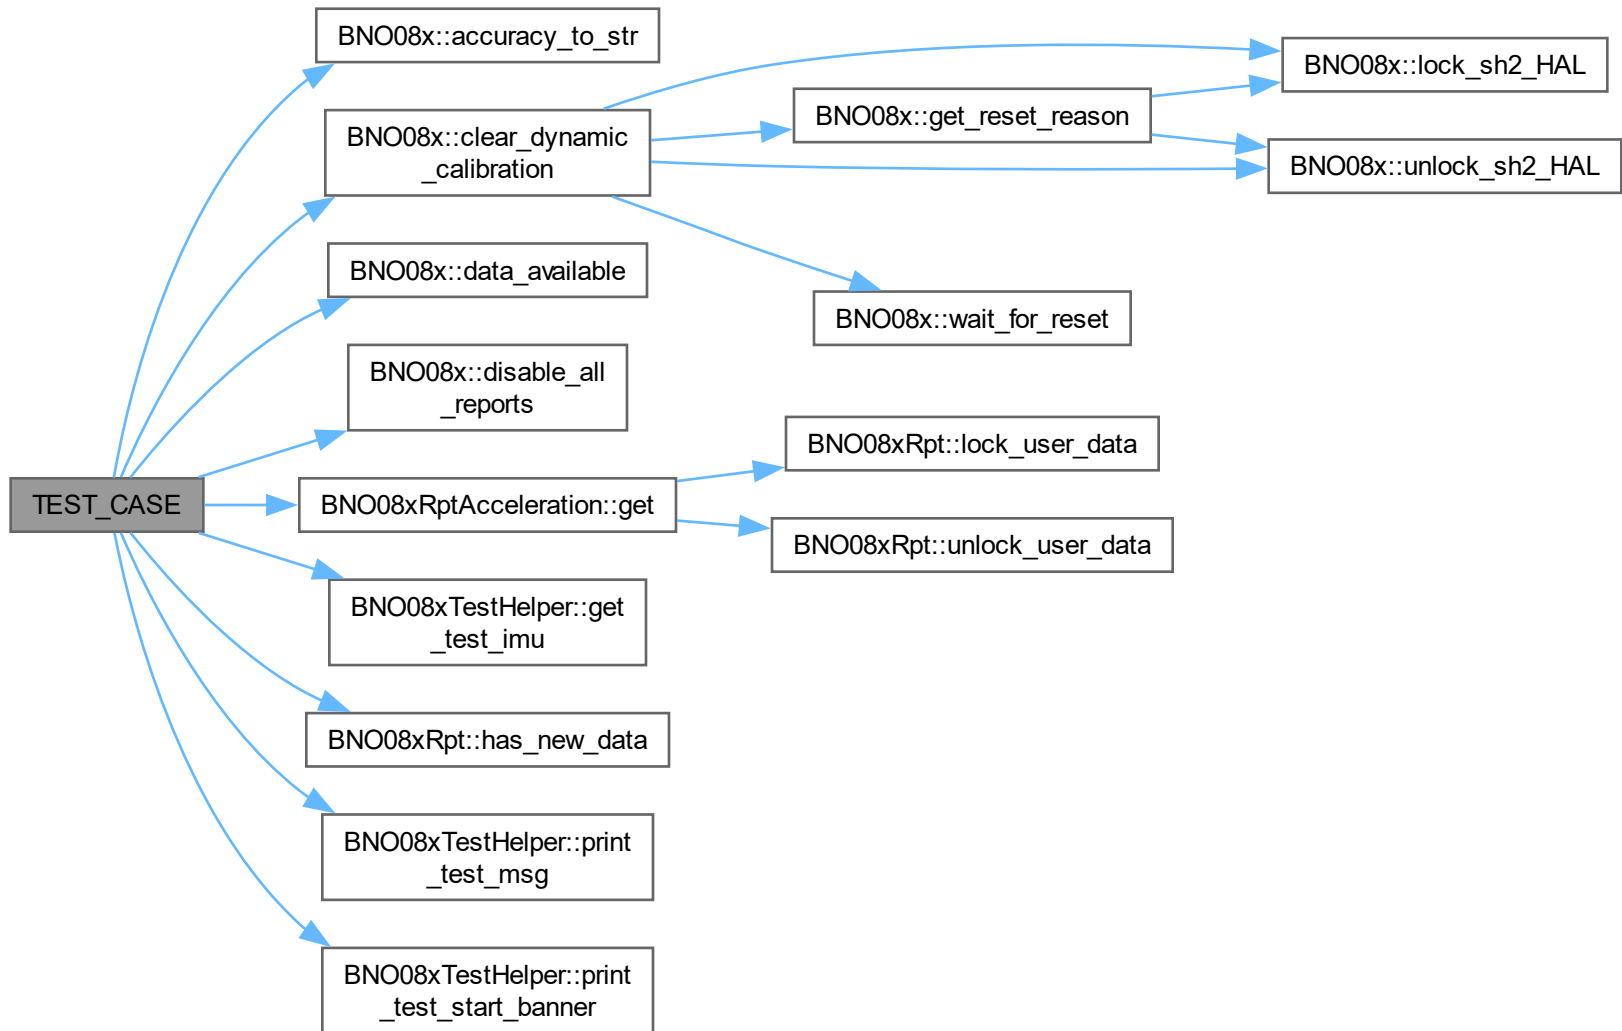 BNO08x::accuracy_to_str
BNO08x::lock_sh2_HAL
BNO08x::get_reset_reason
BNO08x::clear_dynamic
_calibration
BNO08x::unlock_sh2_HAL
BNO08x::data_available
BNO08x::wait_for_reset
BNO08x::disable_all
_reports
BNO08xRpt::lock_user_data
TEST_CASE
BNO08xRptAcceleration::get
BNO08xRpt::unlock_user_data
BNO08xTestHelper::get
_test_imu
BNO08xRpt::has_new_data
BNO08xTestHelper::print
_test_msg
BNO08xTestHelper::print
_test_start_banner